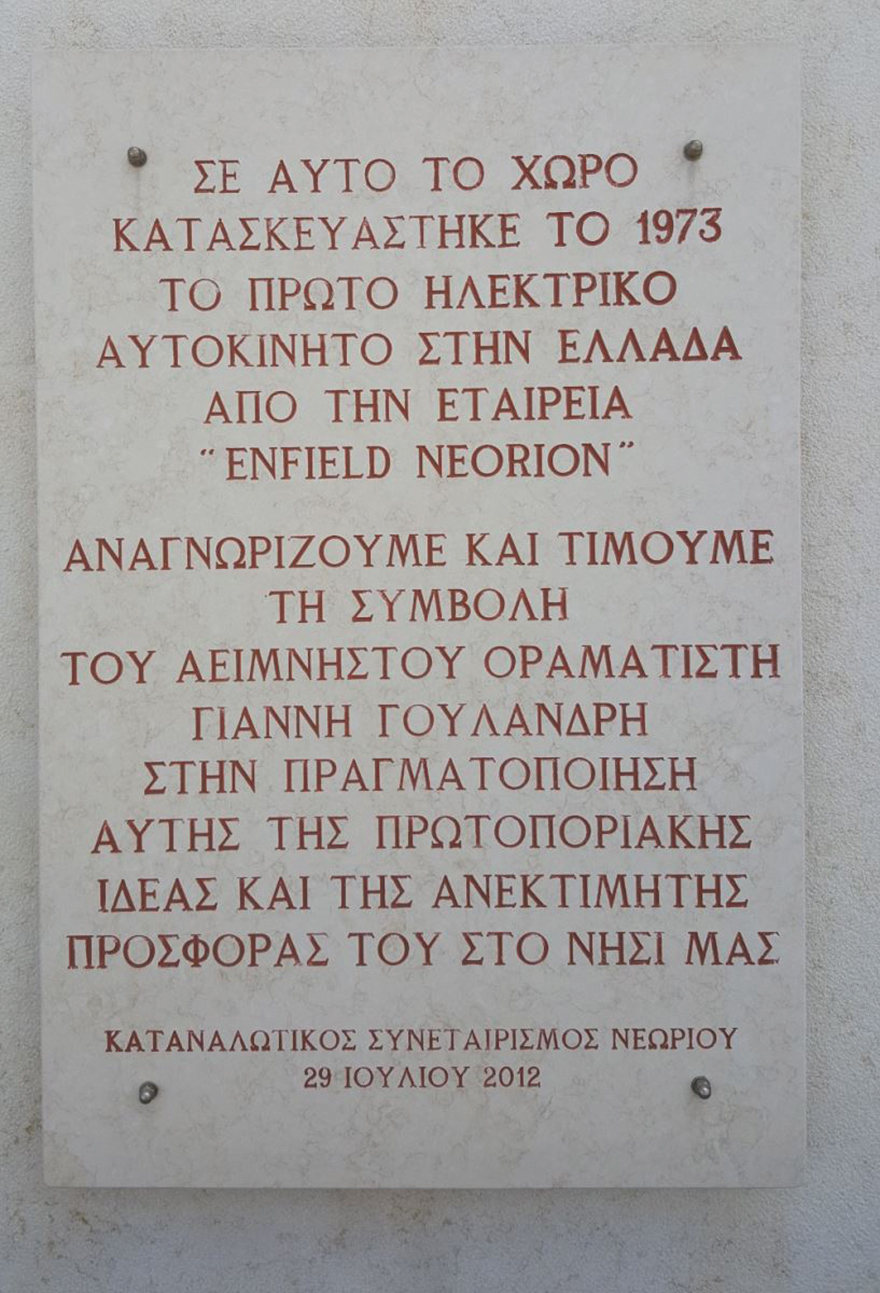 ΣΕ ΑΥΤΟ ΤΟ ΧΩΡΟ
ΚΑΤΑΣΚΕΥΑΣΤΗΚΕ ΤΟ 1973
ΤΟ ΠΡΩΤΟ ΗΛΕΚΤΡΙΚΟ
ΑΥΤΟΚΙΝΗΤΟ ΣΤΗΝ ΕΛΛΑΔΑ
ΑΠΟ ΤΗΝ ΕΤΑΙΡΕΙΑ
"ENFIELD NEORION"
ΑΝΑΓΝΩΡΙΖΟΥΜΕ ΚΑΙ ΤΙΜΟΥΜΕ
ΤΗ ΣΥΜΒΟΛΗ
ΤΟΥ ΑΕΙΜΝΗΣΤΟΥ ΟΡΑΜΑΤΙΣΤΗ
ΓΙΑΝΝΗ ΓΟΥΛΑΝΔΡΗ
ΣΤΗΝ ΠΡΑΓΜΑΤΟΠΟΙΗΣΗ
ΑΥΤΗΣ ΤΗΣ ΠΡΩΤΟΠΟΡΙΑΚΗΣ
ΙΔΕΑΣ ΚΑΙ ΤΗΣ ΑΝΕΚΤΙΜΗΤΗΣ
ΠΡΟΣΦΟΡΑΣ ΤΟΥ ΣΤΟ ΝΗΣΙ ΜΑΣ
ΚΑΤΑΝΑΛΩΤΙΚΟΣ ΣΥΝΕΤΑΙΡΙΣΜΟΣ ΝΕΩΡΙΟΥ
29 ΙΟΥΛΙΟΥ 2012